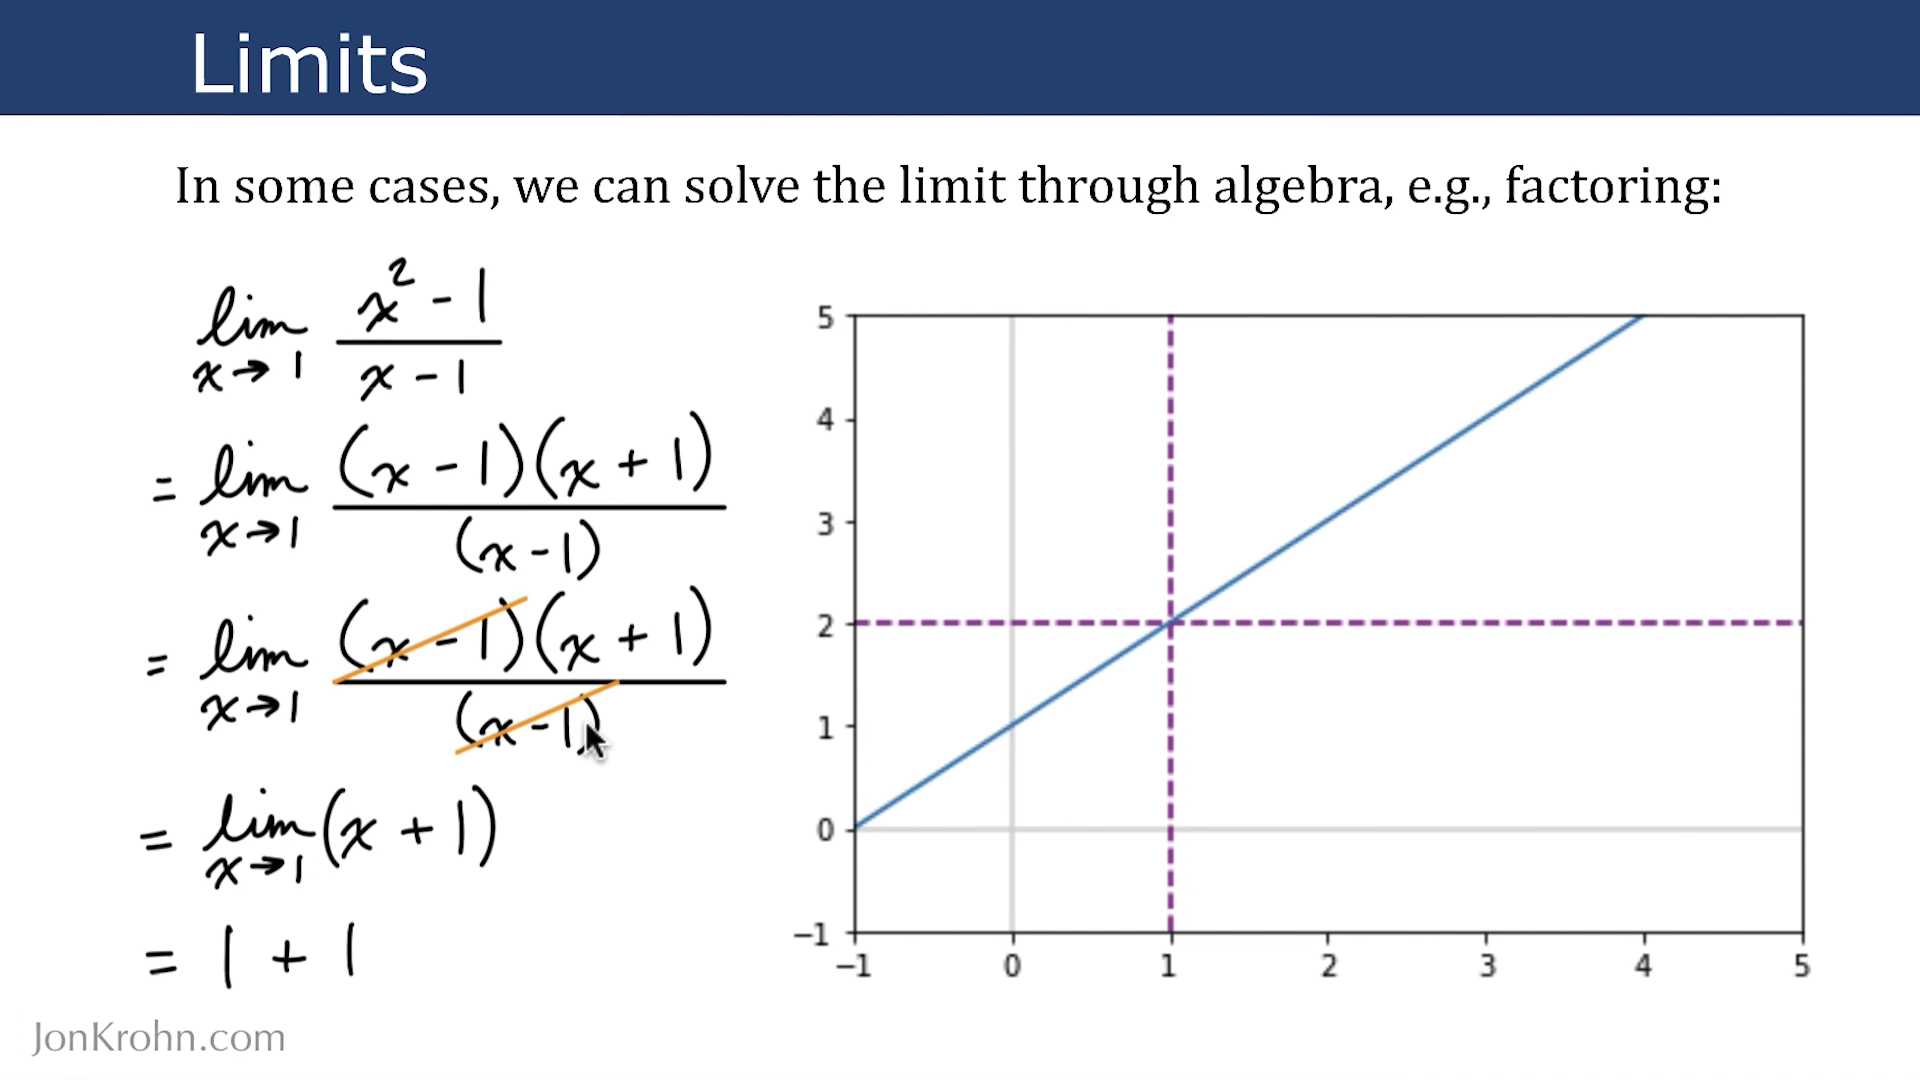 Limits
In some cases, we can solve the limit through algebra, e.g., factoring:
lim x→1 x² - 1 / x - 1
= lim x→1 (x - 1)(x + 1) / (x - 1)
= lim x→1 (x - 1)(x + 1) / (x - 1)
= lim x→1 (x + 1)
= 1 + 1
5
4
3
2
1
0
−1
−1 0 1 2 3 4 5
JonKrohn.com